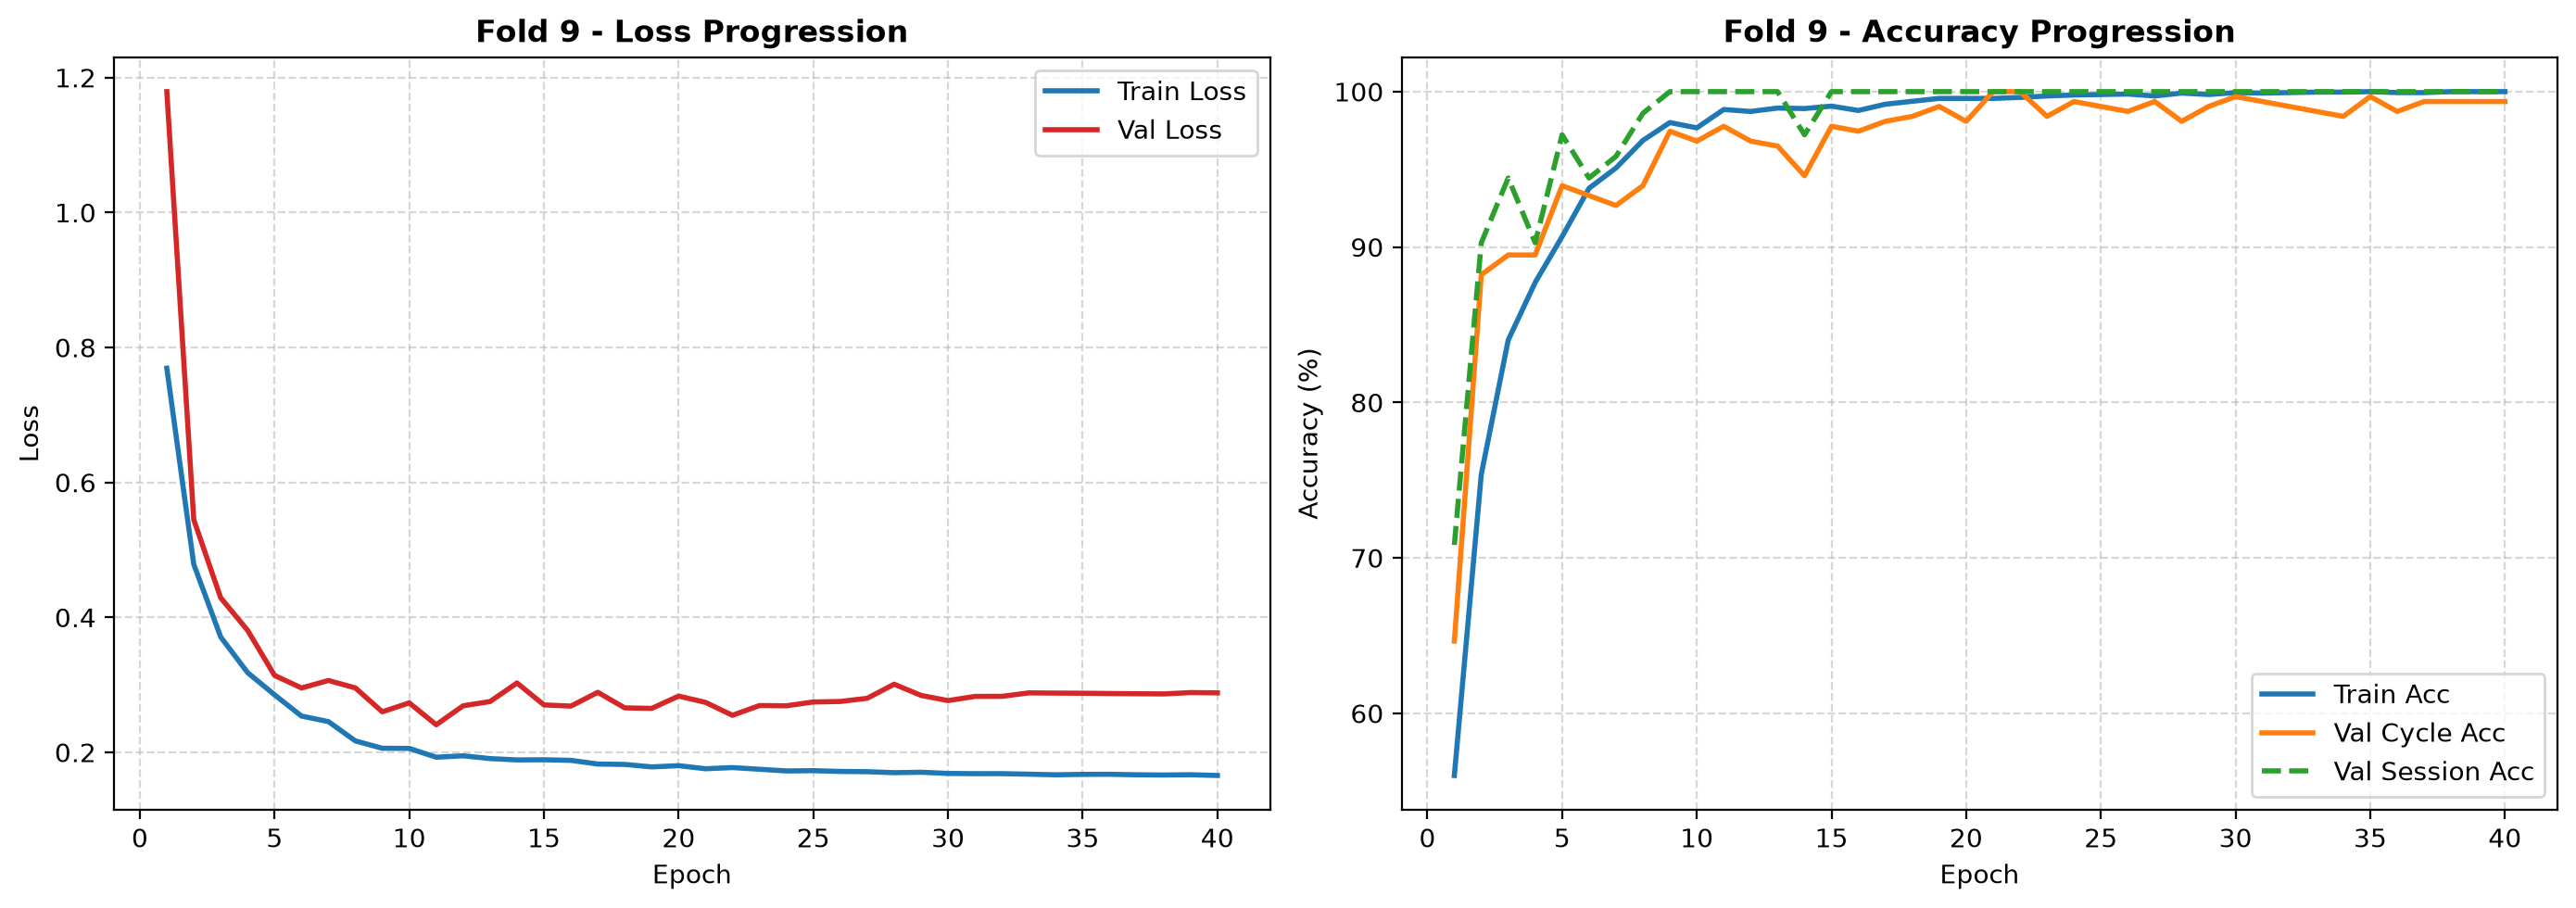 Fold 9 - Loss Progression
1.2
1.0
0.8
0.6
0.4
0.2
Loss
Train Loss
Val Loss
0 5 10 15 20 25 30 35 40
Epoch
Fold 9 - Accuracy Progression
100
90
80
70
60
Accuracy (%)
Train Acc
Val Cycle Acc
Val Session Acc
0 5 10 15 20 25 30 35 40
Epoch